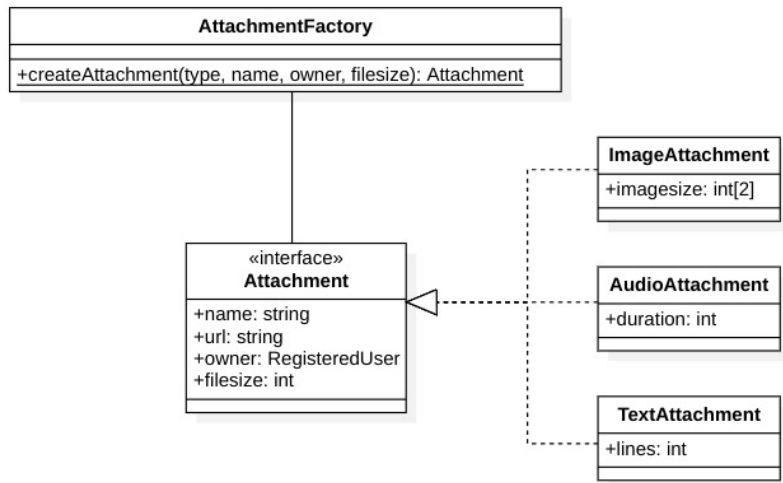 AttachmentFactory
+createAttachment(type, name, owner, filesize): Attachment
«interface»
Attachment
+name: string
+url: string
+owner: RegisteredUser
+filesize: int
ImageAttachment
+imagesize: int[2]
AudioAttachment
+duration: int
TextAttachment
+lines: int